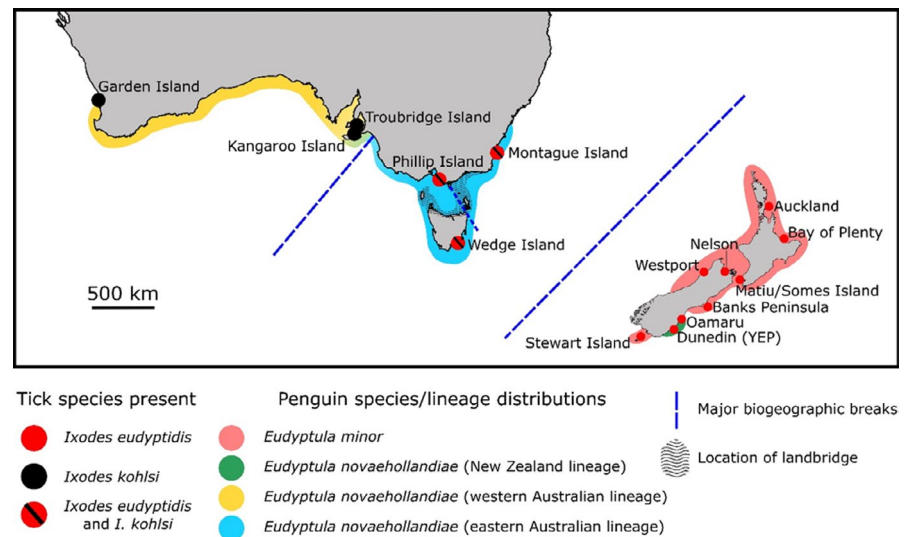 Garden Island
Troubridge Island
Kangaroo Island
Phillip Island
Montague Island
Wedge Island
500 km
Auckland
Bay of Plenty
Nelson
Westport
Matiu/Somes Island
Banks Peninsula
Oamaru
Dunedin (YEP)
Stewart Island
Tick species present
Ixodes eudyptidis
Ixodes kohlsi
Ixodes eudyptidis
and I. kohlsi
Penguin species/lineage distributions
Eudyptula minor
Eudyptula novaehollandiae (New Zealand lineage)
Eudyptula novaehollandiae (western Australian lineage)
Eudyptula novaehollandiae (eastern Australian lineage)
Major biogeographic breaks
Location of landbridge